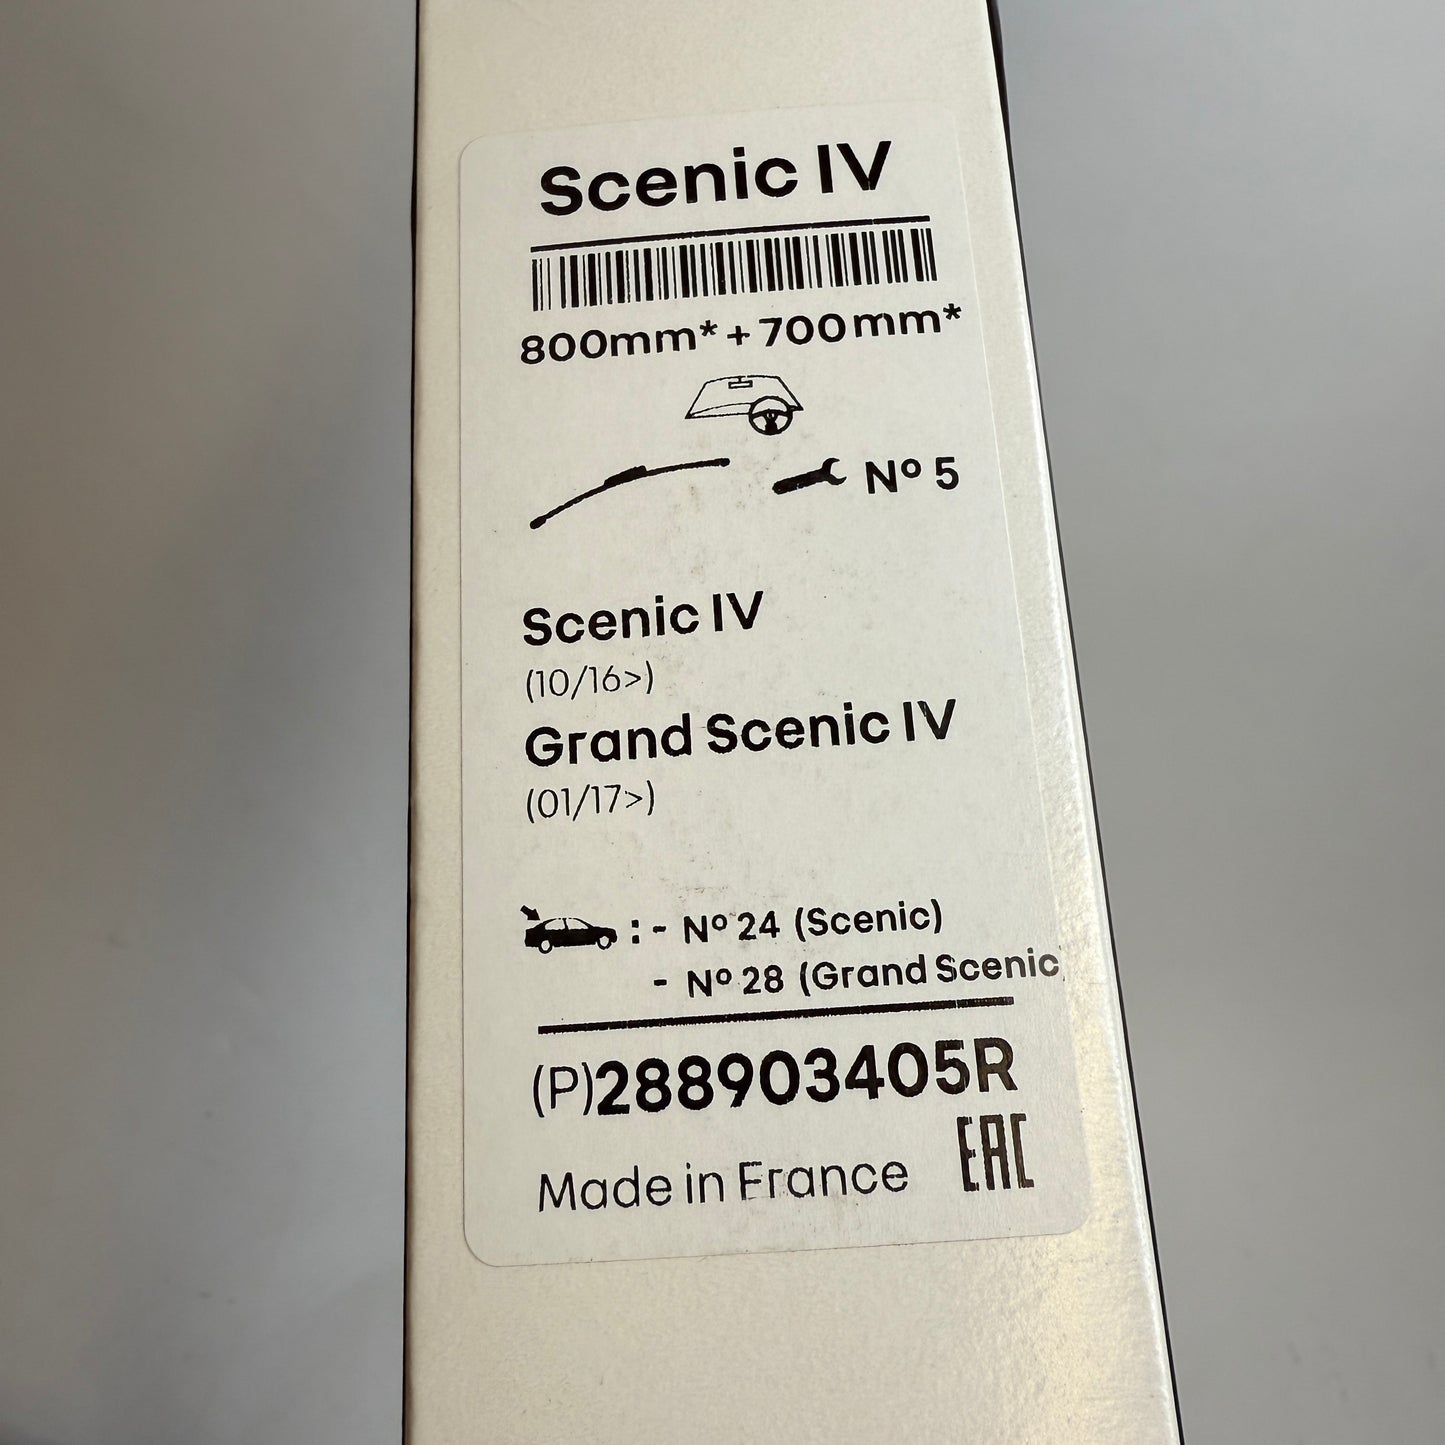 Scenic IV
800mm* + 700mm*
Nº 5
Scenic IV
(10/16>)
Grand Scenic IV
(01/17>)
: - Nº 24 (Scenic)
- Nº 28 (Grand Scenic
(P)288903405R
Made in France EAC